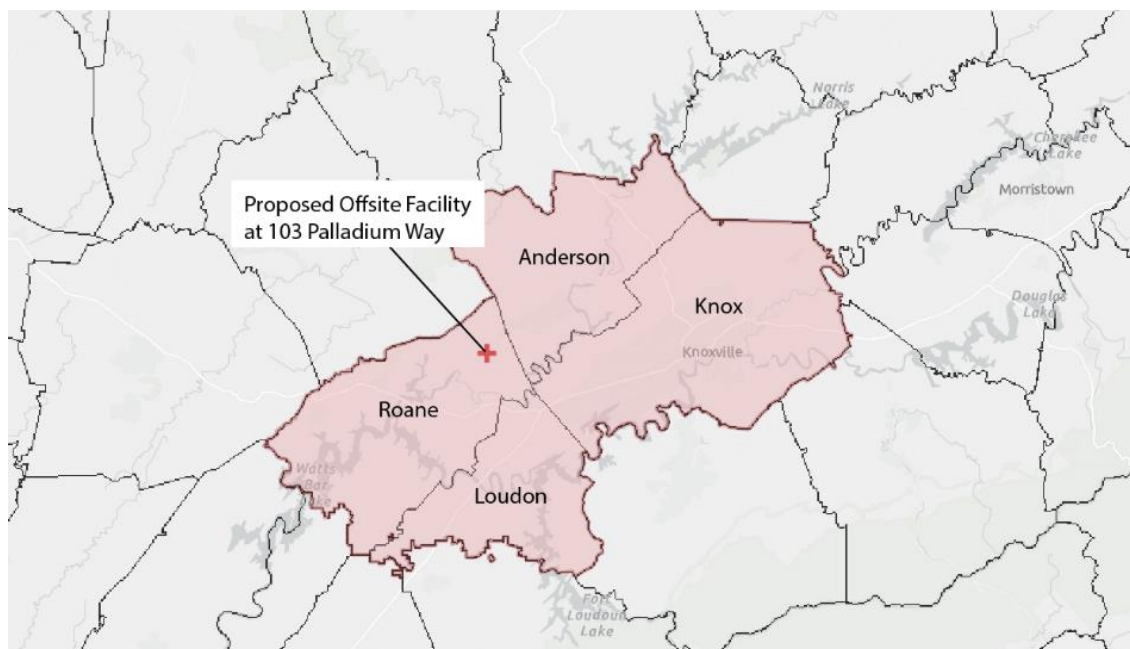 Norris
Lake
Cherokee
Lake
Morristown
Proposed Offsite Facility
at 103 Palladium Way
Anderson
Knox
Douglas
Lake
Knoxville
Roane
Watts
Bar
Lake
Loudon
Fort
Loudoun
Lake